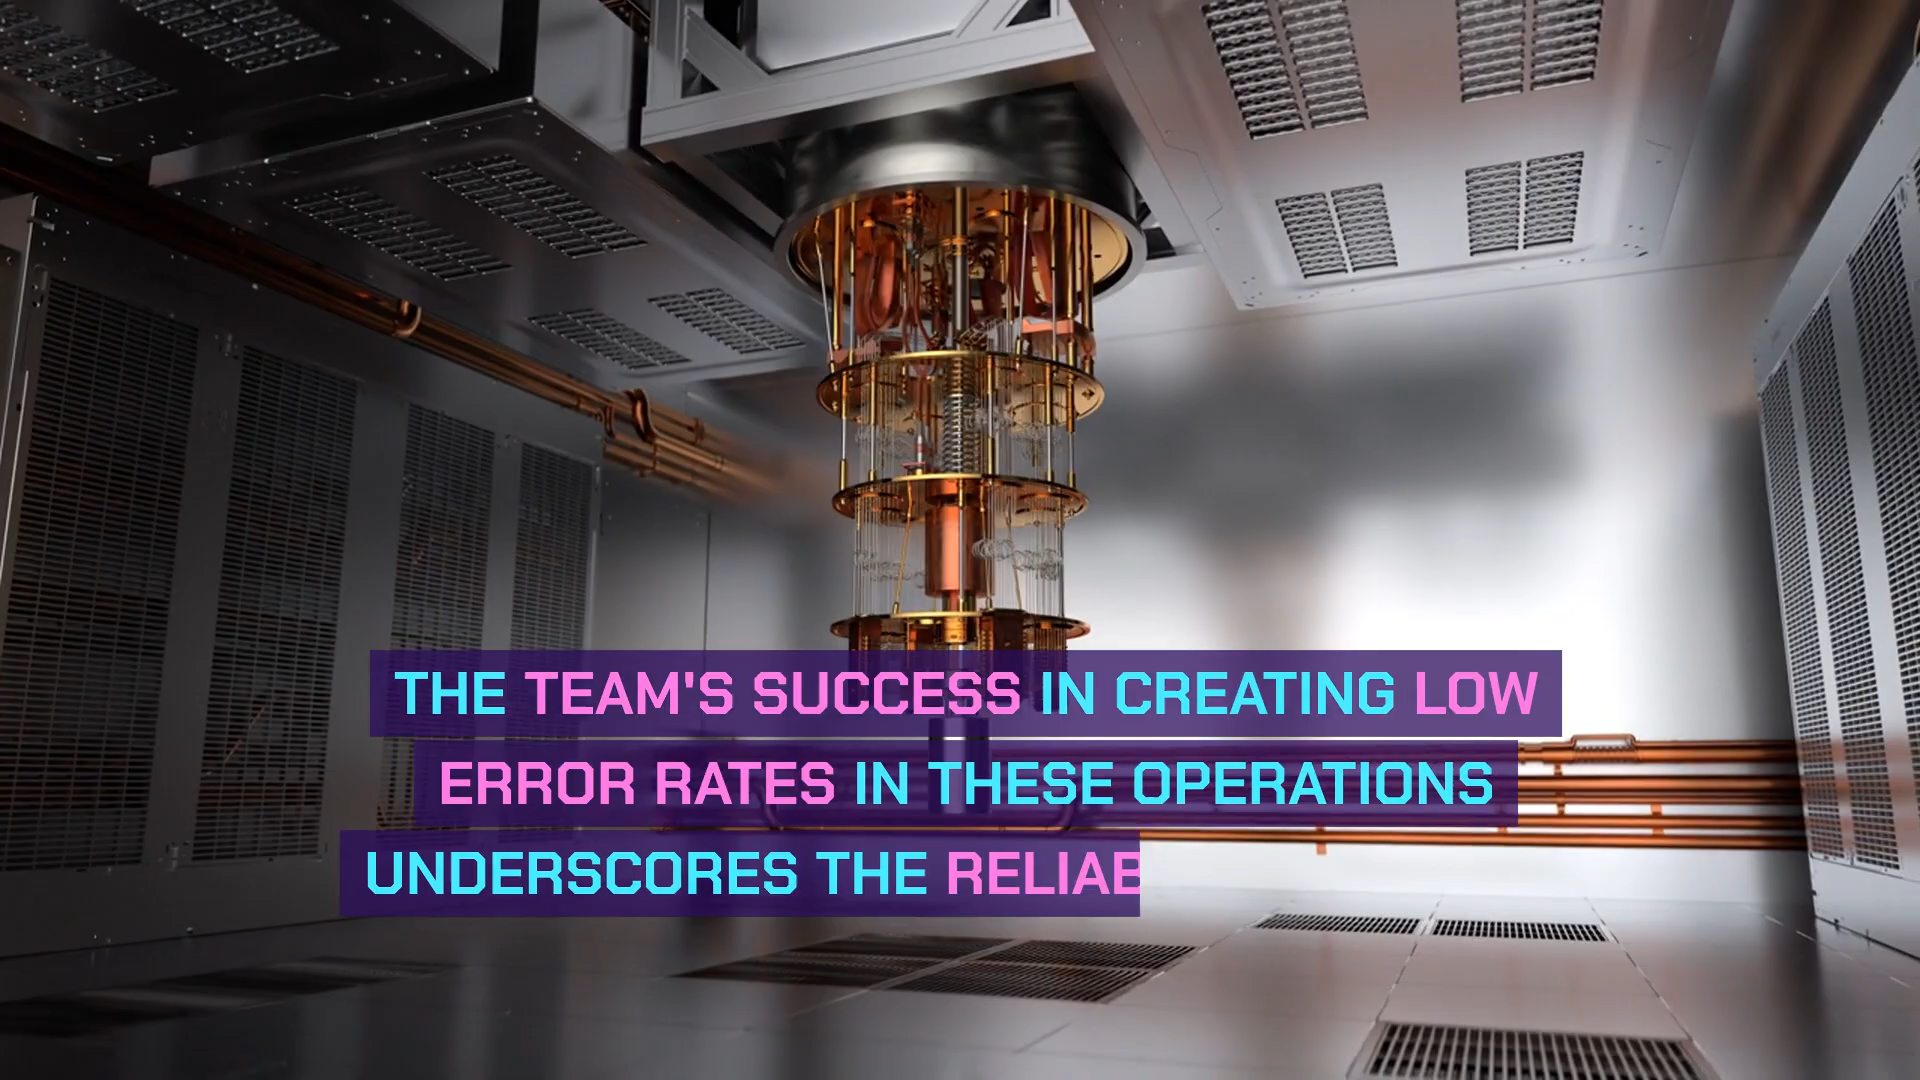 THE TEAM'S SUCCESS IN CREATING LOW
ERROR RATES IN THESE OPERATIONS
UNDERSCORES THE RELIAB